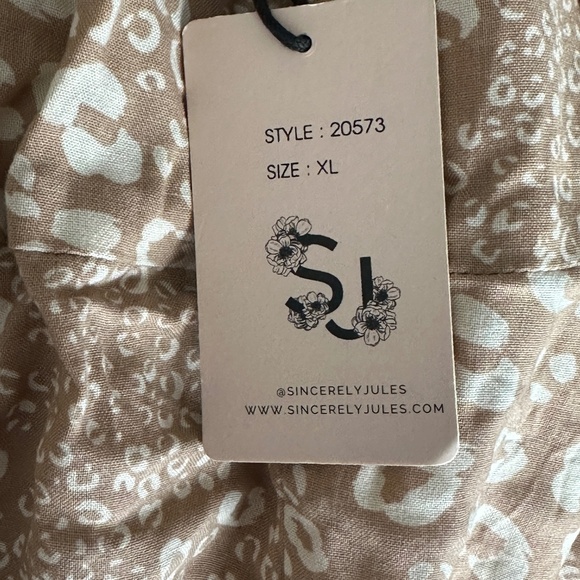 STYLE : 20573
SIZE : XL
SJ
@SINCERELYJULES
WWW.SINCERELYJULES.COM